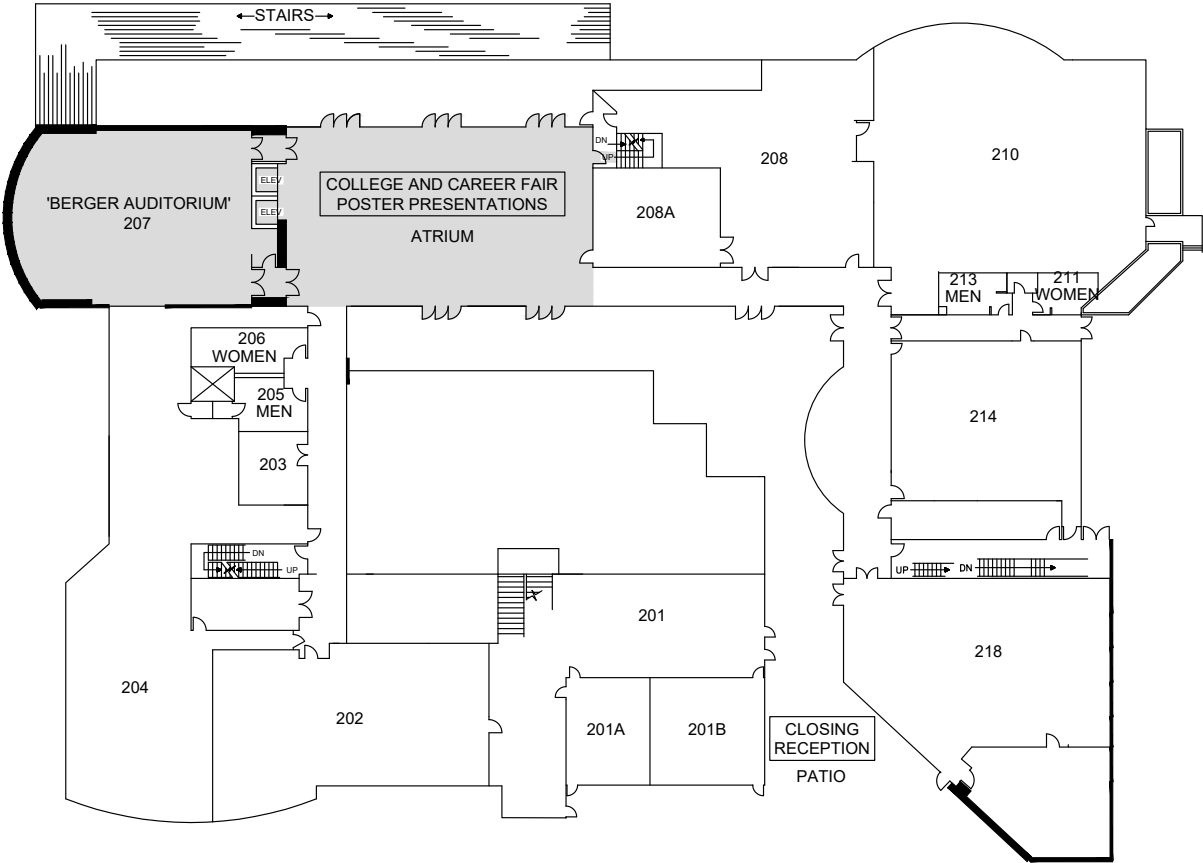 STAIRS
DN
UP
208
210
ELEV
ELEV
COLLEGE AND CAREER FAIR
POSTER PRESENTATIONS
ATRIUM
'BERGER AUDITORIUM'
207
208A
213
MEN
211
WOMEN
206
WOMEN
205
MEN
203
214
DN
UP
UP
DN
201
204
202
218
201A
201B
CLOSING
RECEPTION
PATIO